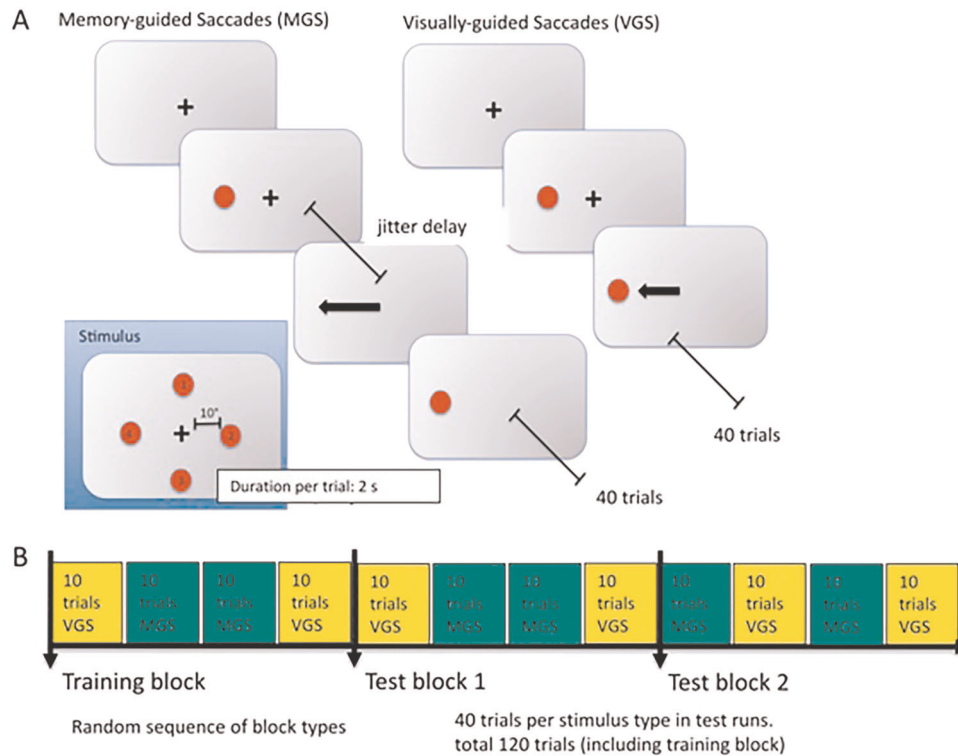 A
Memory-guided Saccades (MGS)
Visually-guided Saccades (VGS)
+
+
+
+
jitter delay
Stimulus
1
10°
4
+
2
3
Duration per trial: 2 s
40 trials
40 trials
B
10 trials VGS
10 trials MGS
10 trials MGS
10 trials VGS
10 trials VGS
10 trials MGS
10 trials MGS
10 trials VGS
10 trials MGS
10 trials VGS
10 trials MGS
10 trials VGS
Training block
Test block 1
Test block 2
Random sequence of block types
40 trials per stimulus type in test runs.
total 120 trials (including training block)